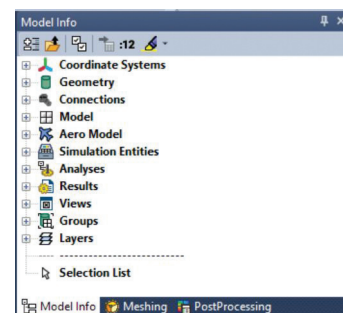 Model Info
:12
Coordinate Systems
Geometry
Connections
Model
Aero Model
Simulation Entities
Analyses
Results
Views
Groups
Layers
---- --------------------------
Selection List
Model Info Meshing PostProcessing